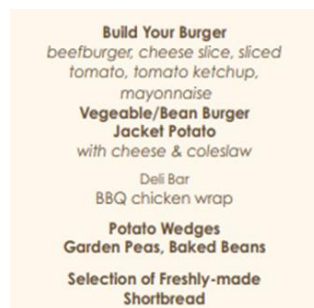 Build Your Burger
beefburger, cheese slice, sliced
tomato, tomato ketchup,
mayonnaise
Vegeable/Bean Burger
Jacket Potato
with cheese & coleslaw
Deli Bar
BBQ chicken wrap
Potato Wedges
Garden Peas, Baked Beans
Selection of Freshly-made
Shortbread